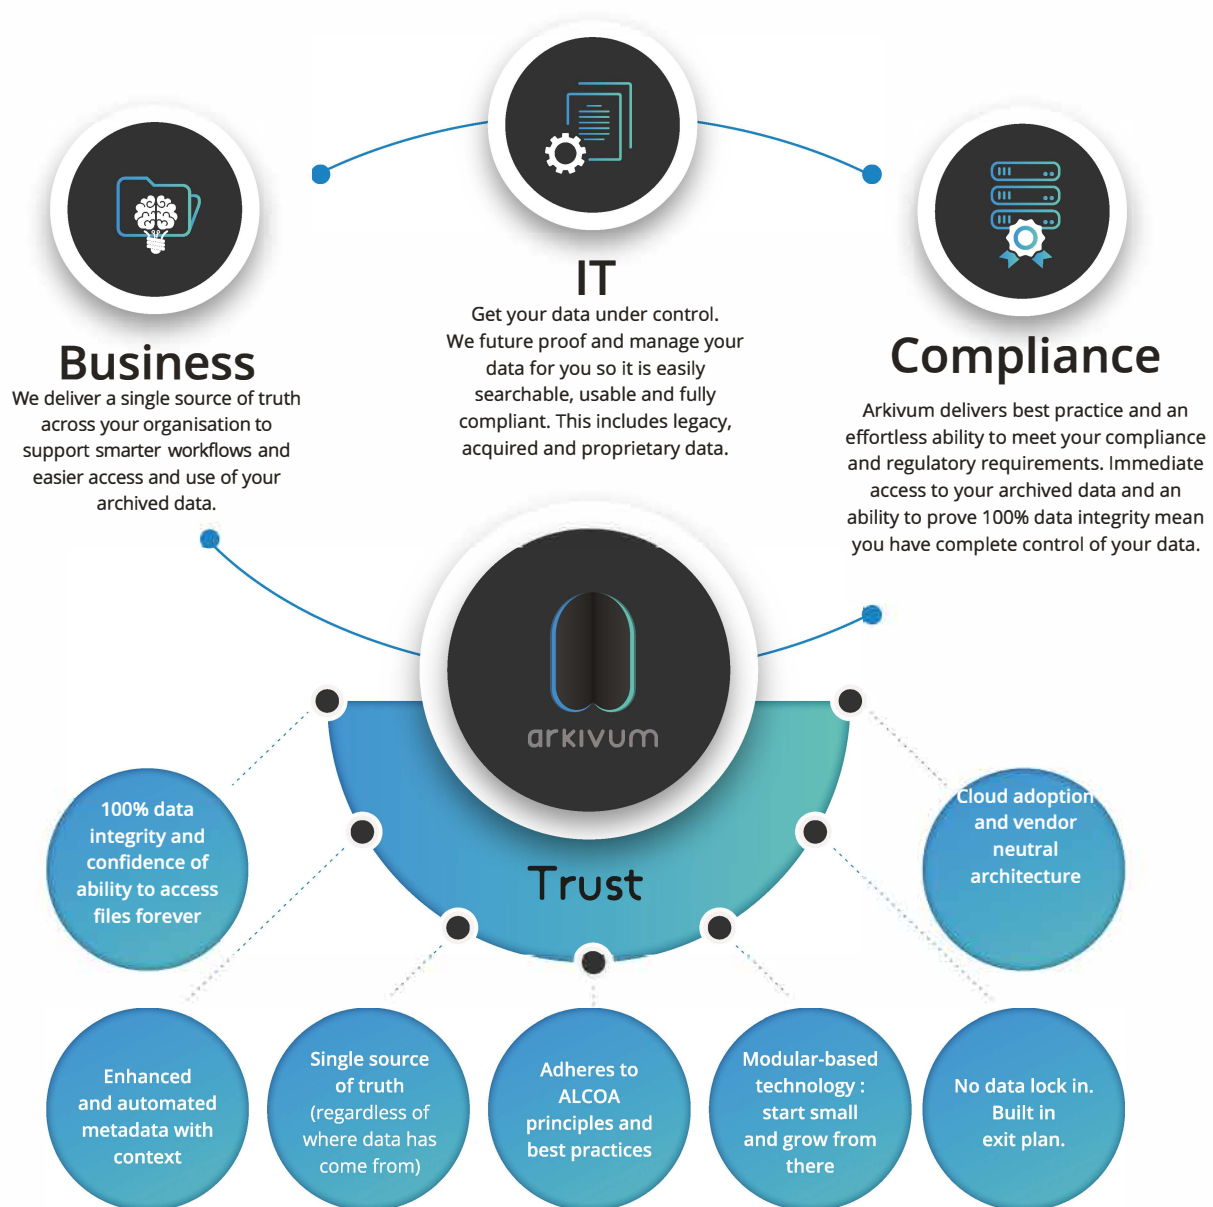 IT
Get your data under control.
We future proof and manage your
data for you so it is easily
searchable, usable and fully
compliant. This includes legacy,
acquired and proprietary data.
Business
We deliver a single source of truth
across your organisation to
support smarter workflows and
easier access and use of your
archived data.
Compliance
Arkivum delivers best practice and an
effortless ability to meet your compliance
and regulatory requirements. Immediate
access to your archived data and an
ability to prove 100% data integrity mean
you have complete control of your data.
arkivum
Trust
100% data
integrity and
confidence of
ability to access
files forever
Cloud adoption
and vendor
neutral
architecture
Enhanced
and automated
metadata with
context
Single source
of truth
(regardless of
where data has
come from)
Adheres to
ALCOA
principles and
best practices
Modular-based
technology :
start small
and grow from
there
No data lock in.
Built in
exit plan.